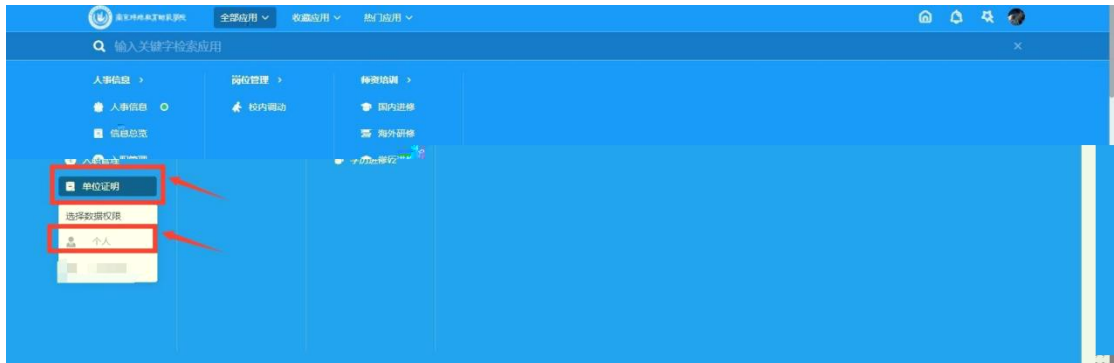 全部应用 收藏应用 热门应用
输入关键字检索应用
人事信息 岗位管理 师资培训
人事信息 校内调动 国内进修
信息总览 海外研修
单位证明
选择数据权限
个人